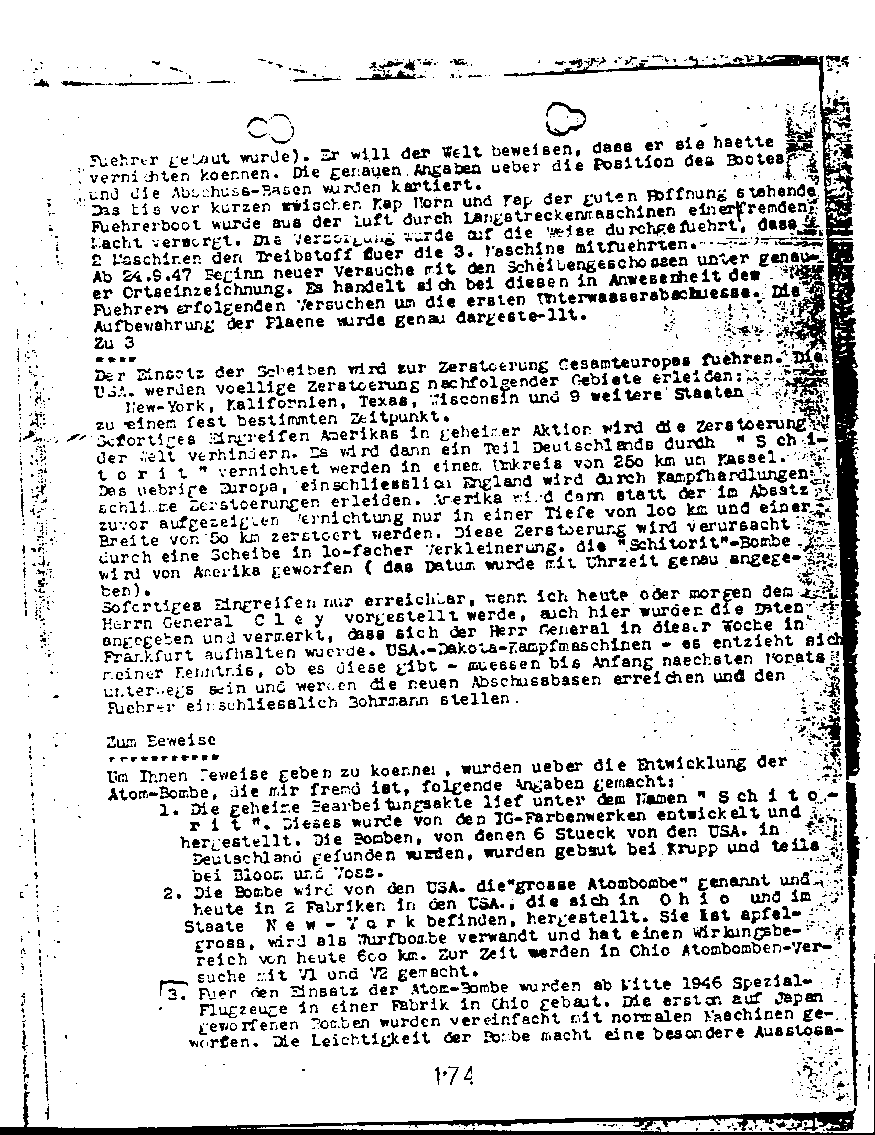 Fuehrer gebaut wurde). Er will der Welt beweisen, dass er sie haette
vernichten koennen. Die genauen Angaben ueber die Position des Bootes
und die Abschuss-Basen wurden kartiert.
Das bis vor kurzen zwischen Kap Horn und Kap der guten Hoffnung stehende
Fuehrerboot wurde aus der Luft durch Langstreckenmaschinen einer fremden
Macht versorgt. Die Versorgung wurde auf die Weise durchgefuehrt, dass
2 Maschinen den Treibstoff fuer die 3. Maschine mitfuehrten.
Ab 24.9.47 Beginn neuer Versuche mit den Scheibengeschossen unter genau-
er Ortseinzeichnung. Es handelt sich bei diesen in Anwesenheit des
Fuehrers erfolgenden Versuchen um die ersten Unterwasserabschuesse. Die
Aufbewahrung der Plaene wurde genau dargeste-llt.
Zu 3
****
Der Einsatz der Scheiben wird zur Zerstoerung Gesamteuropas fuehren. Die
USA. werden voellige Zerstoerung nachfolgender Gebiete erleiden:
New-York, Kalifornien, Texas, Wisconsin und 9 weitere Staaten
zu einem fest bestimmten Zeitpunkt.
Sofortiges Eingreifen Amerikas in geheimer Aktion wird die Zerstoerung
der Welt verhindern. Es wird dann ein Teil Deutschlands durdh " S c h i-
t o r i t " vernichtet werden in einem Umkreis von 250 km um Kassel.
Das uebrige Europa, einschliesslich England wird durch Kampfhandlungen
schlimme Zerstoerungen erleiden. Amerika wird dann statt der im Absatz
zuvor aufgezeigten Vernichtung nur in einer Tiefe von 1oo km und einer
Breite von 5o km zerstoert werden. Diese Zerstoerung wird verursacht
durch eine Scheibe in 1o-facher Verkleinerung. die "Schitorit"-Bombe
wird von Amerika geworfen ( das Datum wurde mit Uhrzeit genau angege-
ben).
Sofortiges Eingreifen nur erreichbar, wenn ich heute oder morgen dem
Herrn General C l e y vorgestellt werde, auch hier wurden die Daten
angegeben und vermerkt, dass sich der Herr General in dieser Woche in
Frankfurt aufhalten wuerde. USA.-Dakota-Kampfmaschinen - es entzieht sich
meiner Kenntnis, ob es diese gibt - muessen bis Anfang naechsten Monats
unterwegs sein und werden die neuen Abschussbasen erreichen und den
Fuehrer einschliesslich Bohrmann stellen.
Zum Beweise
***********
Um Ihnen Beweise geben zu koennen, wurden ueber die Entwicklung der
Atom-Bombe, die mir fremd ist, folgende Angaben gemacht:
1. Die geheime Bearbeitungsakte lief unter dem Namen " S c h i t o -
r i t ". Dieses wurde von den IG-Farbenwerken entwickelt und
hergestellt. Die Bomben, von denen 6 Stueck von den USA. in
Deutschland gefunden wurden, wurden gebaut bei Krupp und teils
bei Bloom und Voss.
2. Die Bombe wird von den USA. die"grosse Atombombe" genannt und
heute in 2 Fabriken in den USA., die sich in O h i o und im
Staate N e w - Y o r k befinden, hergestellt. Sie ist apfel-
gross, wird als Wurfbombe verwandt und hat einen Wirkungsbe-
reich von heute 6oo km. Zur Zeit werden in Ohio Atombomben-Ver-
suche mit V1 und V2 gemacht.
3. Fuer den Einsatz der Atom-Bombe wurden ab Mitte 1946 Spezial-
Flugzeuge in einer Fabrik in Ohio gebaut. Die ersten auf Japan
geworfenen Bomben wurden vereinfacht mit normalen Maschinen ge-
worfen. Die Leichtigkeit der Bombe macht eine besondere Ausstoss-
174